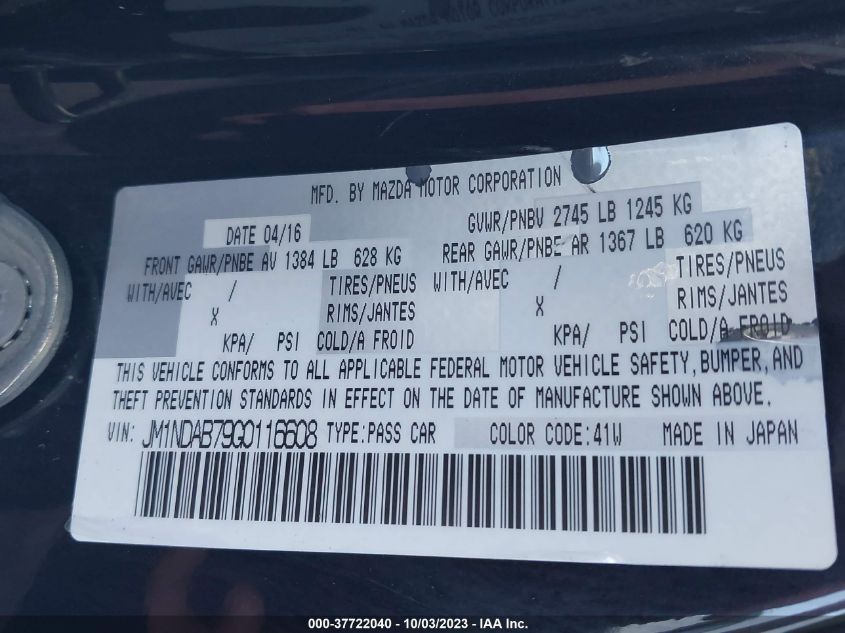 MFD. BY MAZDA MOTOR CORPORATION
DATE 04/16 GVWR/PNBV 2745 LB 1245 KG
FRONT GAWR/PNBE AV 1384 LB 628 KG REAR GAWR/PNBE AR 1367 LB 620 KG
WITH/AVEC / TIRES/PNEUS WITH/AVEC / TIRES/PNEUS
X RIMS/JANTES X RIMS/JANTES
KPA/ PSI COLD/A FROID KPA/ PSI COLD/A FROID
THIS VEHICLE CONFORMS TO ALL APPLICABLE FEDERAL MOTOR VEHICLE SAFETY, BUMPER, AND
THEFT PREVENTION STANDARDS IN EFFECT ON THE DATE OF MANUFACTURE SHOWN ABOVE.
VIN: JM1NDAB79G0116608 TYPE:PASS CAR COLOR CODE:41W MADE IN JAPAN
000-37722040 - 10/03/2023 - IAA Inc.